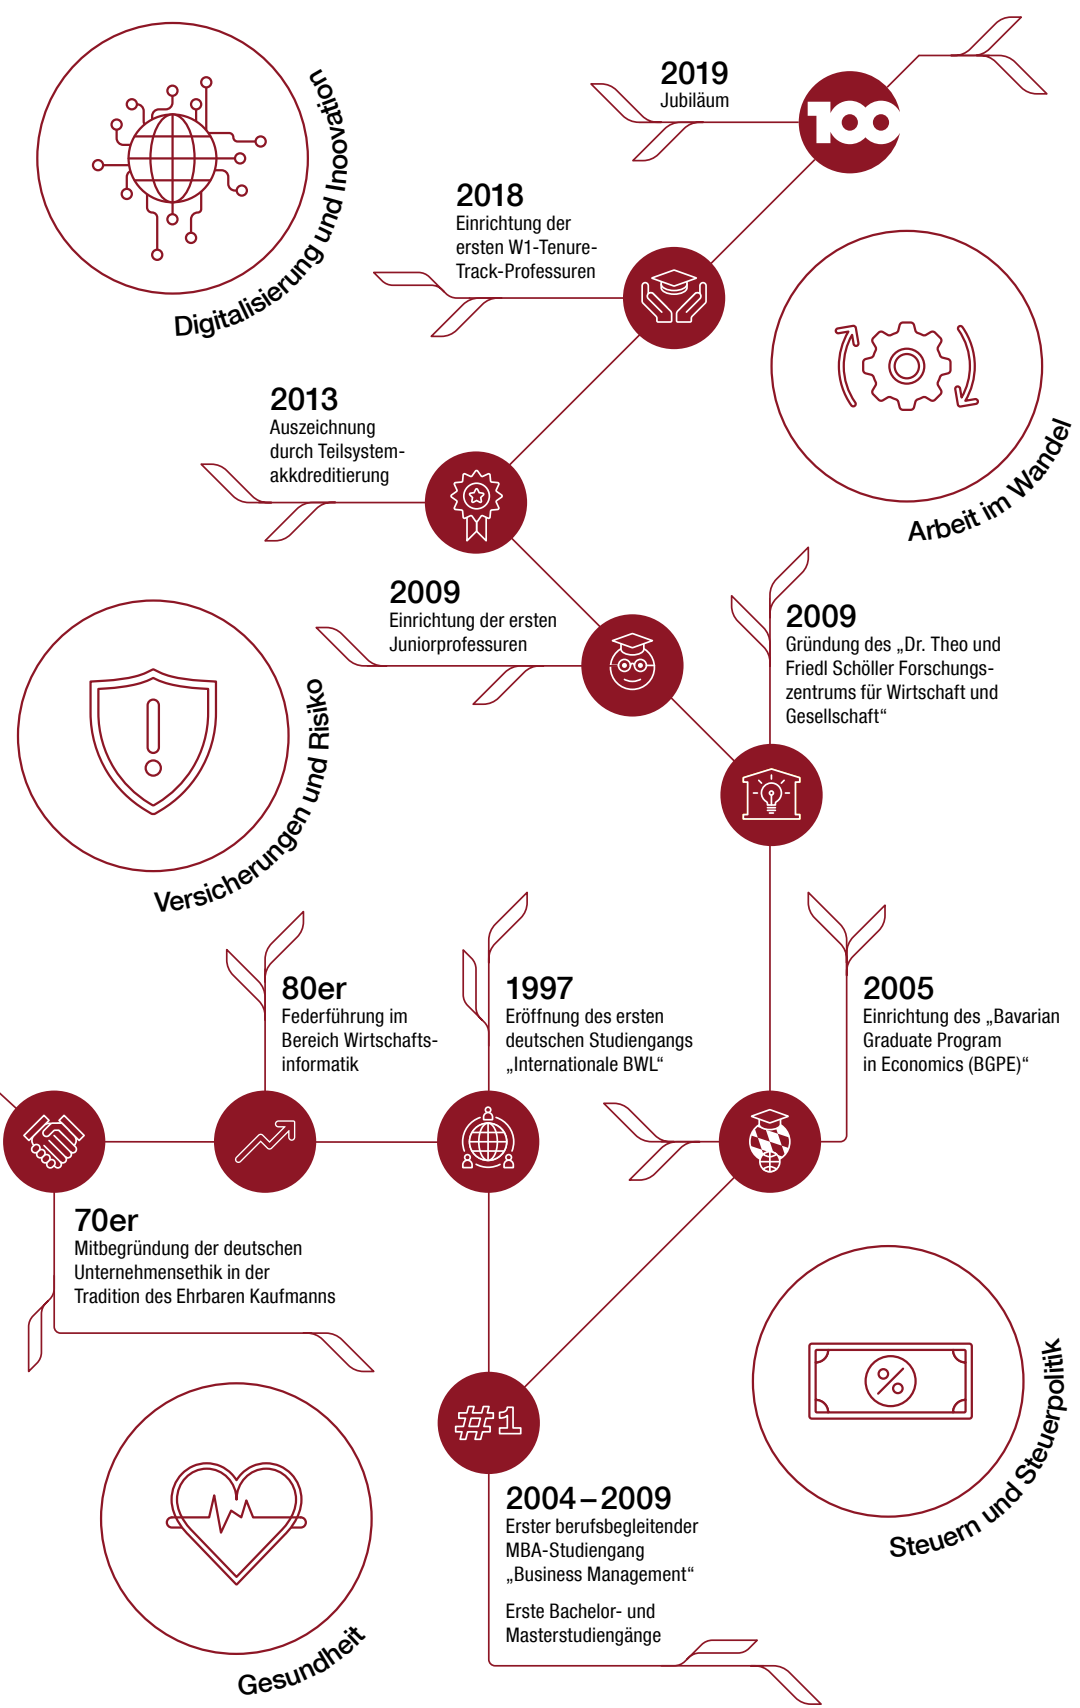 Digitalisierung und Inoovation
2019
Jubiläum
100
2018
Einrichtung der
ersten W1-Tenure-
Track-Professuren
Arbeit im Wandel
2013
Auszeichnung
durch Teilsystem-
akkdreditierung
2009
Einrichtung der ersten
Juniorprofessuren
2009
Gründung des „Dr. Theo und
Friedl Schöller Forschungs-
zentrums für Wirtschaft und
Gesellschaft“
Versicherungen und Risiko
80er
Federführung im
Bereich Wirtschafts-
informatik
1997
Eröffnung des ersten
deutschen Studiengangs
„Internationale BWL“
2005
Einrichtung des „Bavarian
Graduate Program
in Economics (BGPE)“
70er
Mitbegründung der deutschen
Unternehmensethik in der
Tradition des Ehrbaren Kaufmanns
%
Steuern und Steuerpolitik
#1
2004–2009
Erster berufsbegleitender
MBA-Studiengang
„Business Management“
Erste Bachelor- und
Masterstudiengänge
Gesundheit